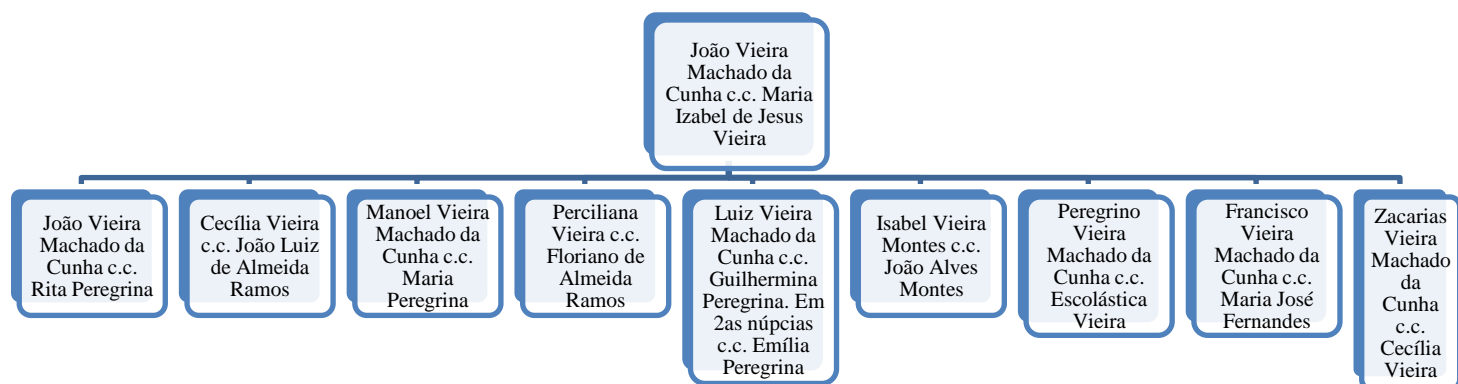 João Vieira
Machado da
Cunha c.c. Maria
Izabel de Jesus
Vieira
João Vieira
Machado da
Cunha c.c.
Rita Peregrina
Cecília Vieira
c.c. João Luiz
de Almeida
Ramos
Manoel Vieira
Machado da
Cunha c.c.
Maria
Peregrina
Perciliana
Vieira c.c.
Floriano de
Almeida
Ramos
Luiz Vieira
Machado da
Cunha c.c.
Guilhermina
Peregrina. Em
2as núpcias
c.c. Emília
Peregrina
Isabel Vieira
Montes c.c.
João Alves
Montes
Peregrino
Vieira
Machado da
Cunha c.c.
Escolástica
Vieira
Francisco
Vieira
Machado da
Cunha c.c.
Maria José
Fernandes
Zacarias
Vieira
Machado
da
Cunha
c.c.
Cecília
Vieira